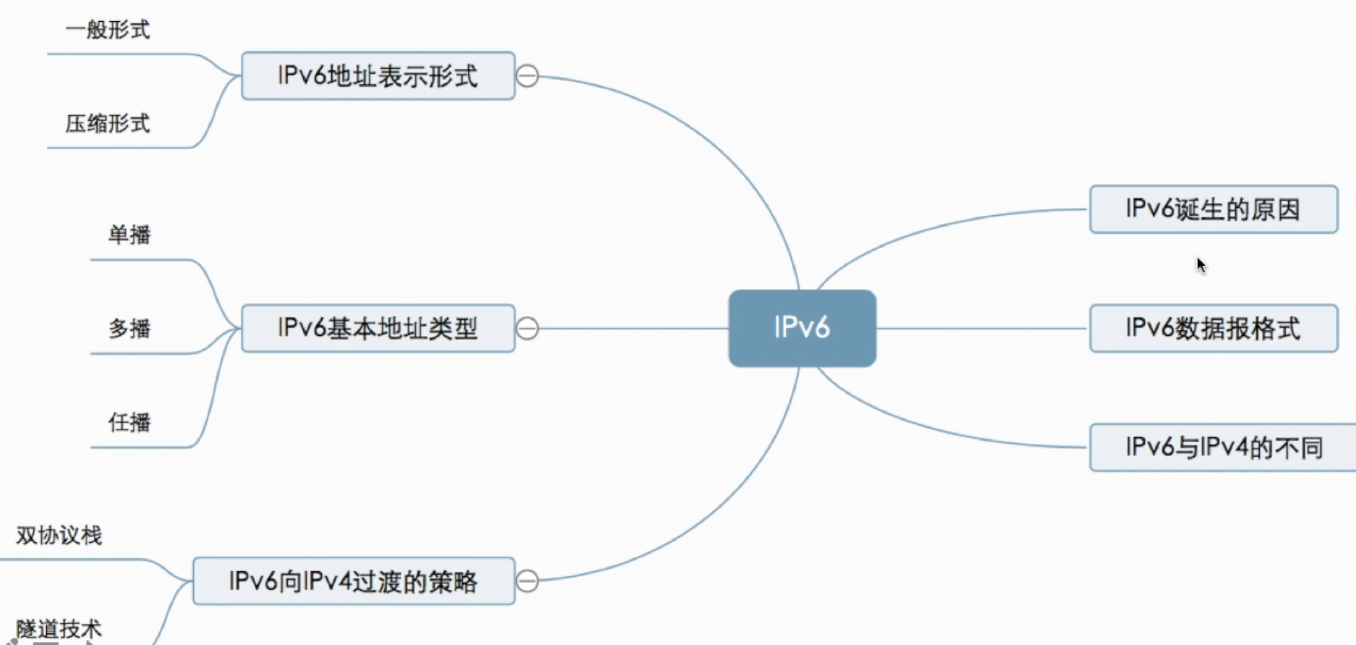 一般形式
IPv6地址表示形式
压缩形式
IPv6诞生的原因
单播
IPv6
多播
IPv6基本地址类型
IPv6数据报格式
任播
IPv6与IPv4的不同
双协议栈
IPv6向IPv4过渡的策略
隧道技术